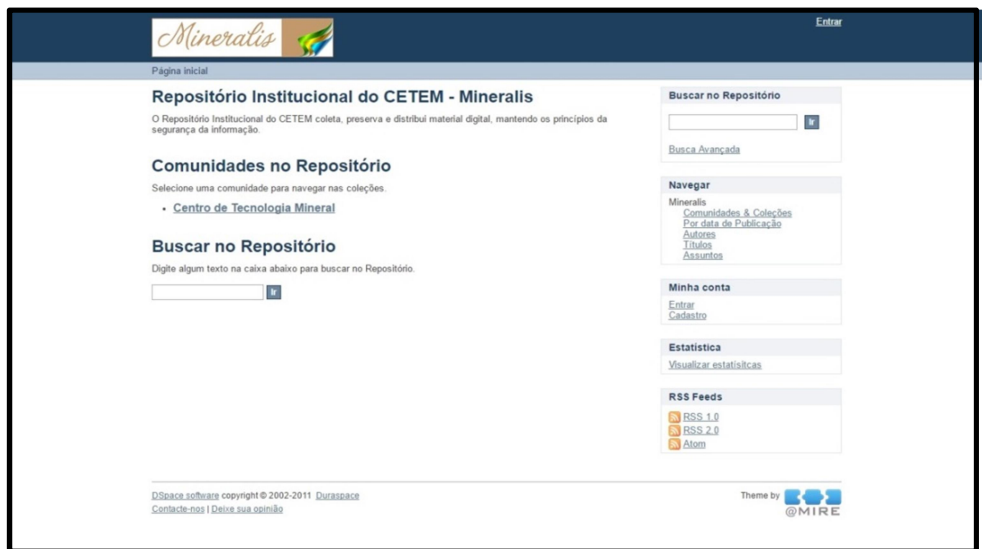 Mineralis
Entrar
Página inicial
Repositório Institucional do CETEM - Mineralis
O Repositório Institucional do CETEM coleta, preserva e distribui material digital, mantendo os princípios da
segurança da informação.
Comunidades no Repositório
Selecione uma comunidade para navegar nas coleções.
Centro de Tecnologia Mineral
Buscar no Repositório
Digite algum texto na caixa abaixo para buscar no Repositório.
Ir
Buscar no Repositório
Ir
Busca Avançada
Navegar
Mineralis
Comunidades & Coleções
Por data de Publicação
Autores
Títulos
Assuntos
Minha conta
Entrar
Cadastro
Estatística
Visualizar estatísitcas
RSS Feeds
RSS 1.0
RSS 2.0
Atom
DSpace software copyright © 2002-2011 Duraspace
Contacte-nos | Deixe sua opinião
Theme by
@MIRE